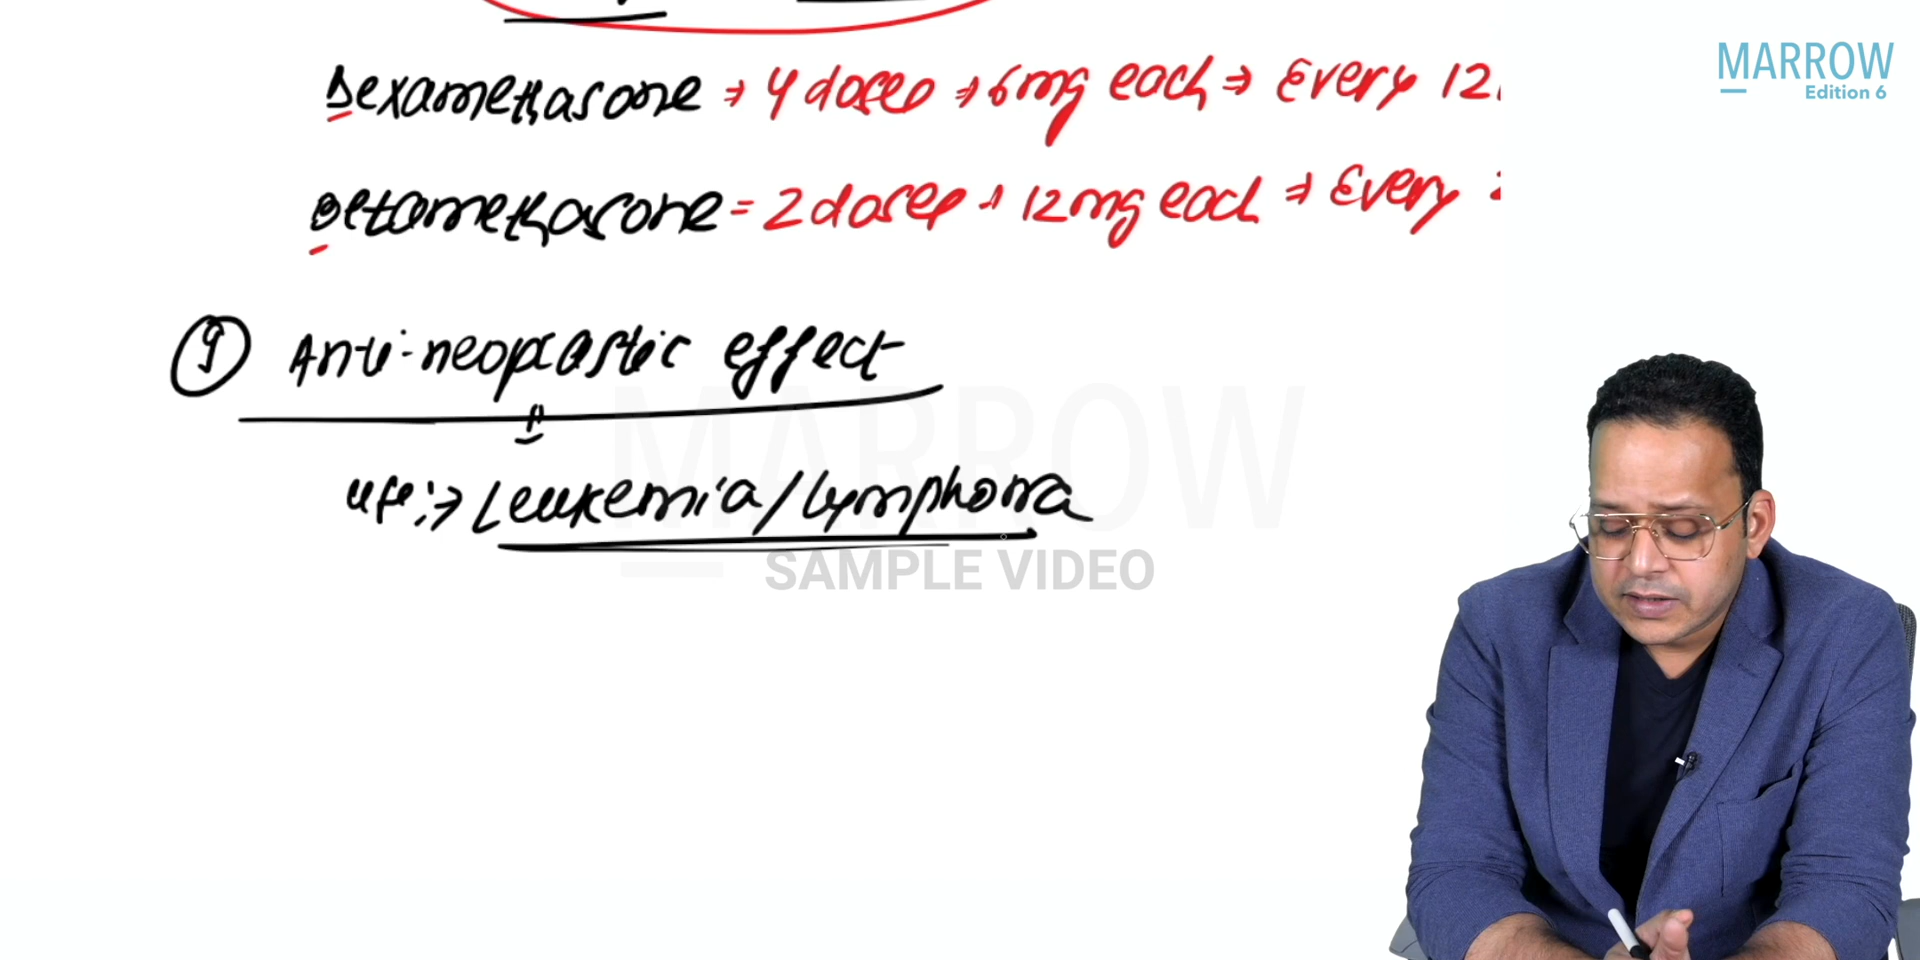 MARROW
Edition 6
Dexamethasone → 4 doses → 6mg each ⇒ Every 12
Betamethasone = 2 doses → 12mg each ⇒ Every
9 Anti-neoplastic effect
use :→ Leukemia/Lymphoma
MARROW
SAMPLE VIDEO